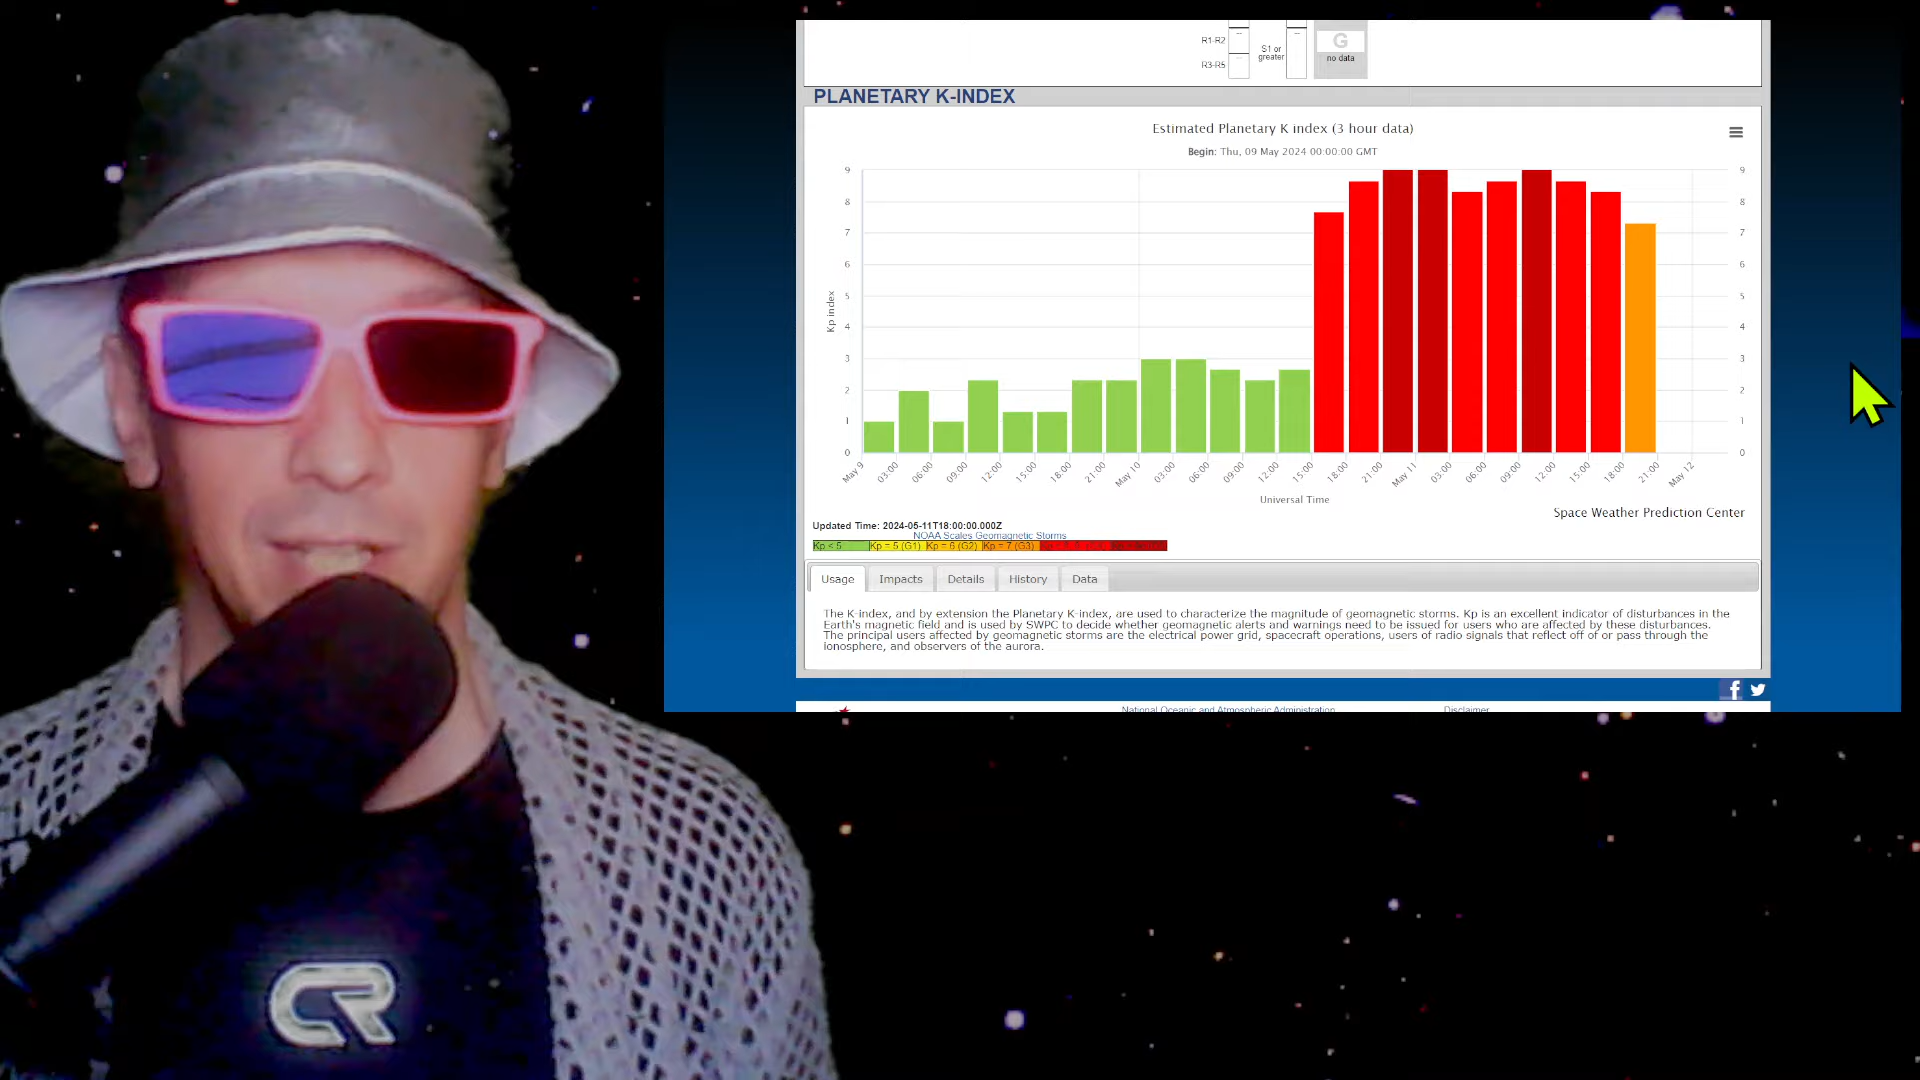 R1-R2
--
S1 or
greater
--
G
R3-R5
--
no data
PLANETARY K-INDEX
Estimated Planetary K index (3 hour data)
Begin: Thu, 09 May 2024 00:00:00 GMT
9
8
7
6
5
4
3
2
1
0
Kp index
9
8
7
6
5
4
3
2
1
0
May 9
03:00
06:00
09:00
12:00
15:00
18:00
21:00
May 10
03:00
06:00
09:00
12:00
15:00
18:00
21:00
May 11
03:00
06:00
09:00
12:00
15:00
18:00
21:00
May 12
Universal Time
Space Weather Prediction Center
Updated Time: 2024-05-11T18:00:00.000Z
NOAA Scales Geomagnetic Storms
Kp < 5
Kp = 5 (G1)
Kp = 6 (G2)
Kp = 7 (G3)
Usage
Impacts
Details
History
Data
The K-index, and by extension the Planetary K-index, are used to characterize the magnitude of geomagnetic storms. Kp is an excellent indicator of disturbances in the
Earth's magnetic field and is used by SWPC to decide whether geomagnetic alerts and warnings need to be issued for users who are affected by these disturbances.
The principal users affected by geomagnetic storms are the electrical power grid, spacecraft operations, users of radio signals that reflect off of or pass through the
ionosphere, and observers of the aurora.
National Oceanic and Atmospheric Administration
Disclaimer
CR